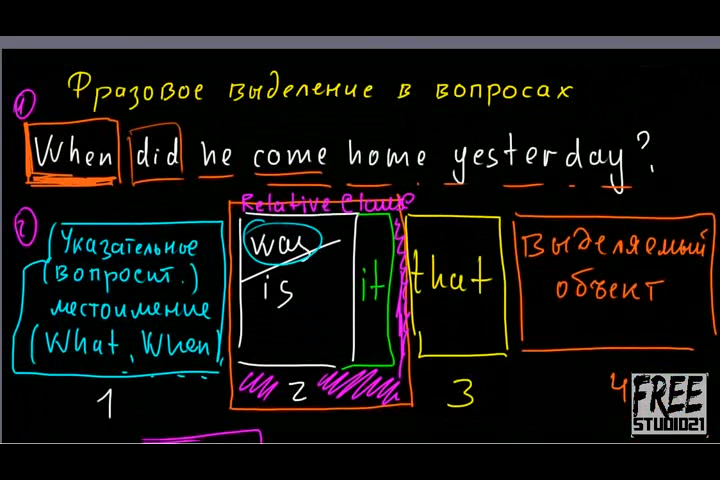 Фразовое выделение в вопросах
1
When did he come home yesterday?
Relative Clause
2
(Указательное
(вопросит.)
местоимение
(What, When)
was
is
it
that
Выделяемый
объект
1
2
3
4
FREE
STUDIO21